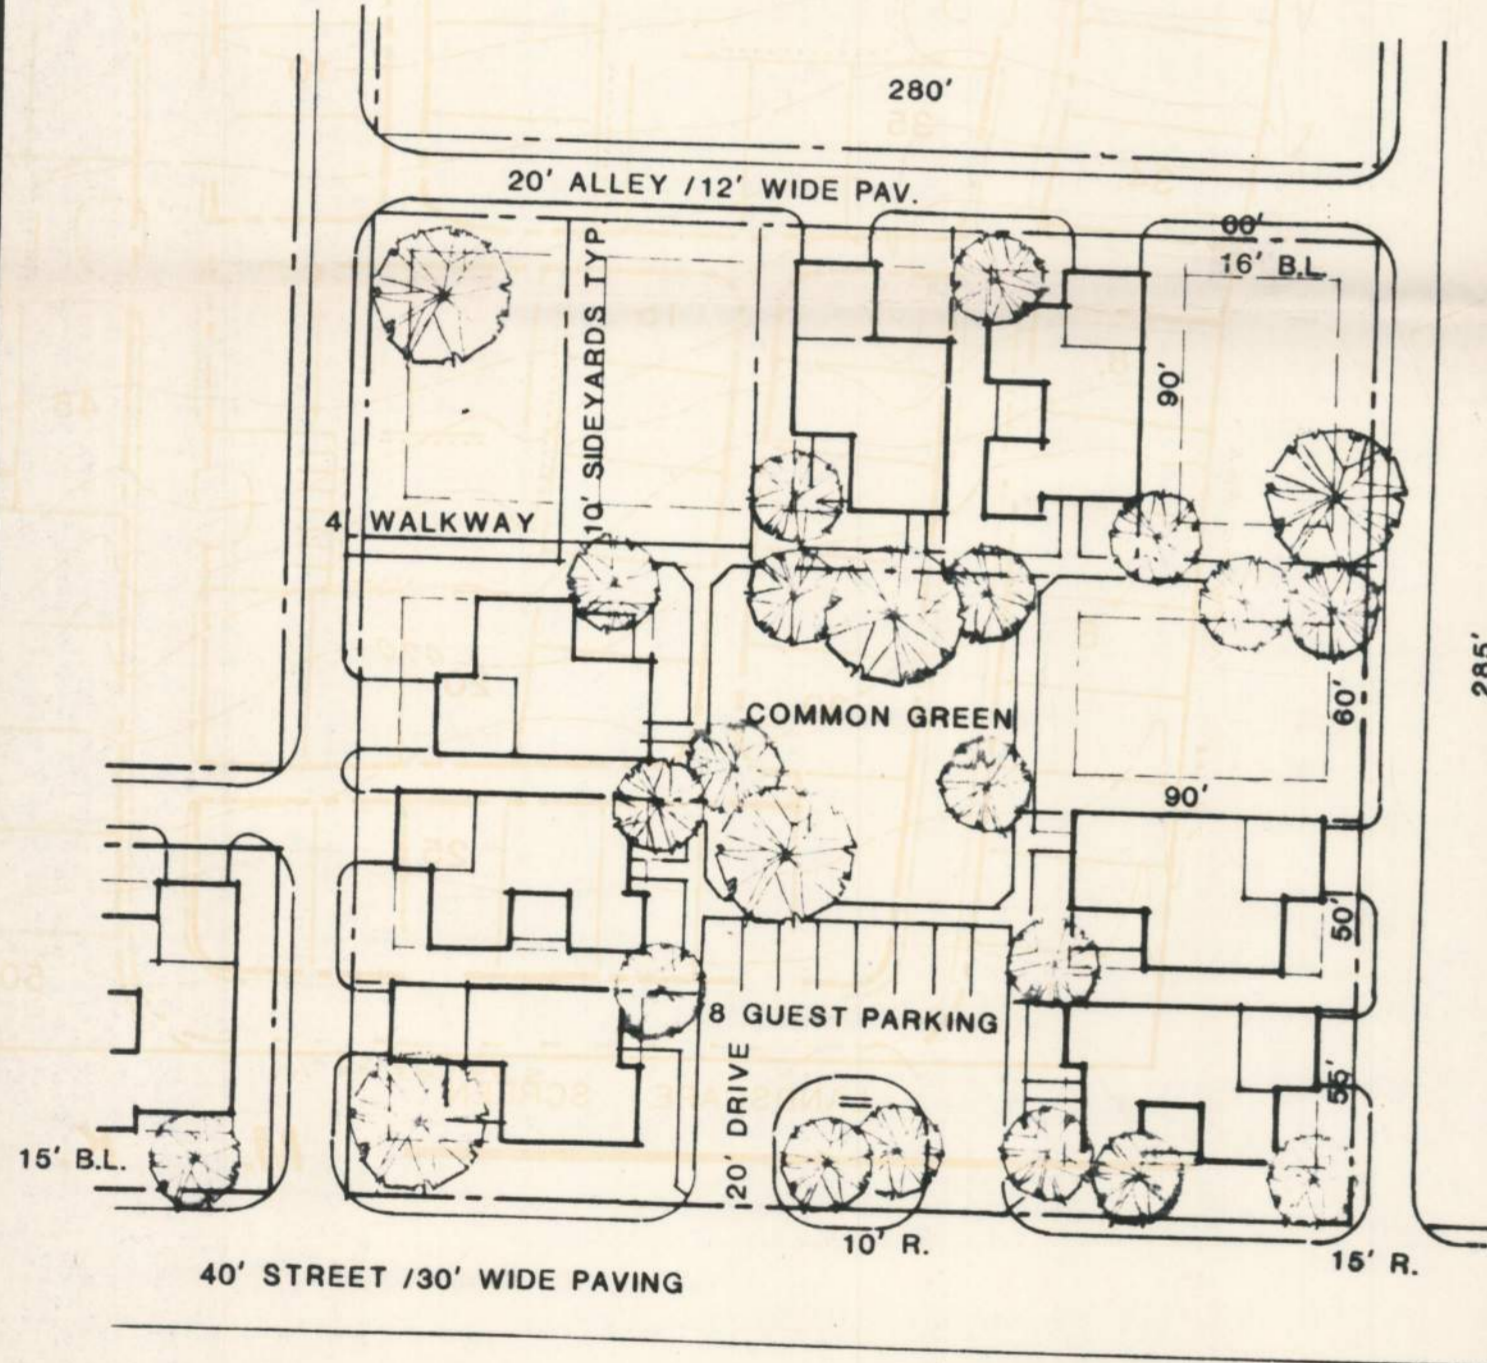 280'
20' ALLEY /12' WIDE PAV.
60'
16' B.L.
10' SIDEYARDS TYP.
90'
4' WALKWAY
285'
COMMON GREEN
60'
90'
50'
8 GUEST PARKING
55'
20' DRIVE
15' B.L.
10' R.
15' R.
40' STREET /30' WIDE PAVING